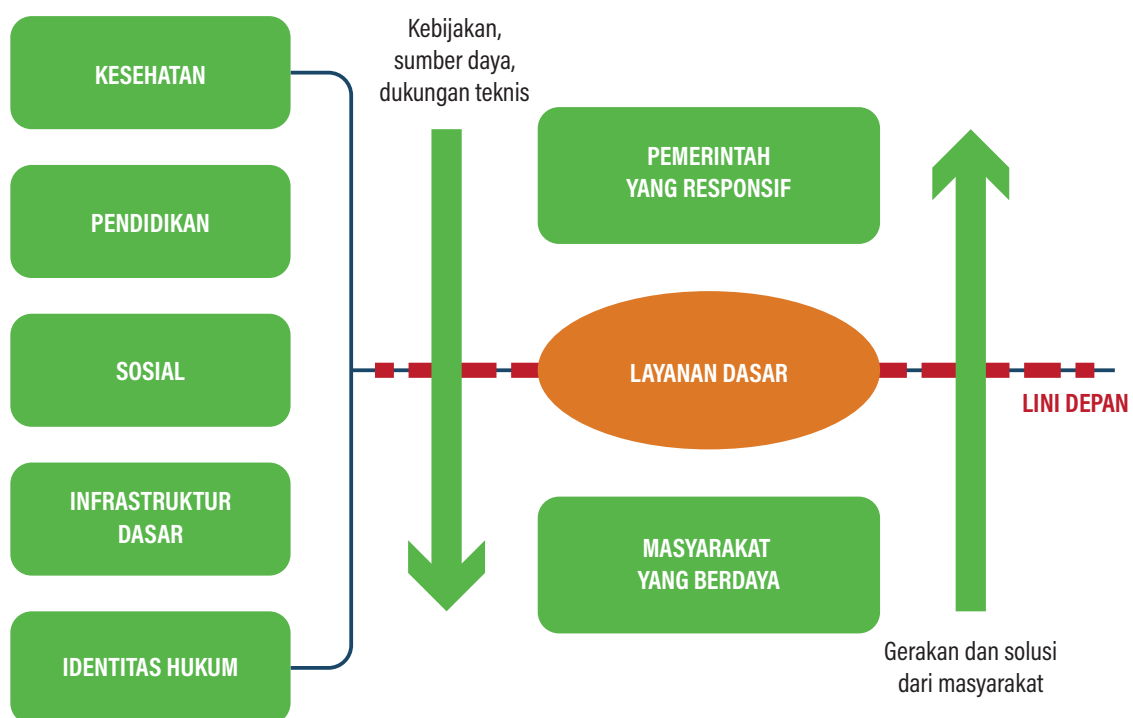 KESEHATAN
PENDIDIKAN
SOSIAL
INFRASTRUKTUR
DASAR
IDENTITAS HUKUM
Kebijakan,
sumber daya,
dukungan teknis
PEMERINTAH
YANG RESPONSIF
LAYANAN DASAR
LINI DEPAN
MASYARAKAT
YANG BERDAYA
Gerakan dan solusi
dari masyarakat